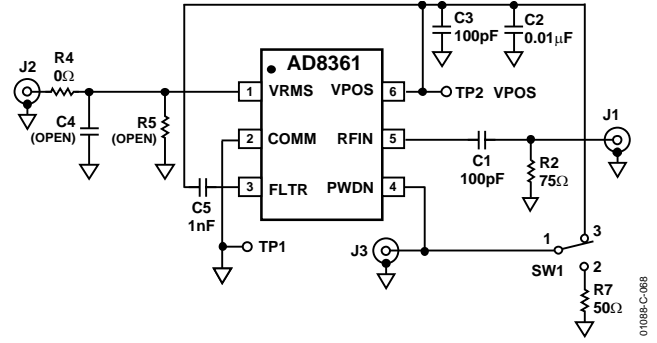 C3
100pF
C2
0.01μF
J2
R4
0Ω
AD8361
1
VRMS
VPOS
6
TP2 VPOS
J1
C4
(OPEN)
R5
(OPEN)
2
COMM
RFIN
5
C1
100pF
R2
75Ω
3
FLTR
PWDN
4
C5
1nF
TP1
J3
1
3
SW1
2
R7
50Ω
01088-C-068